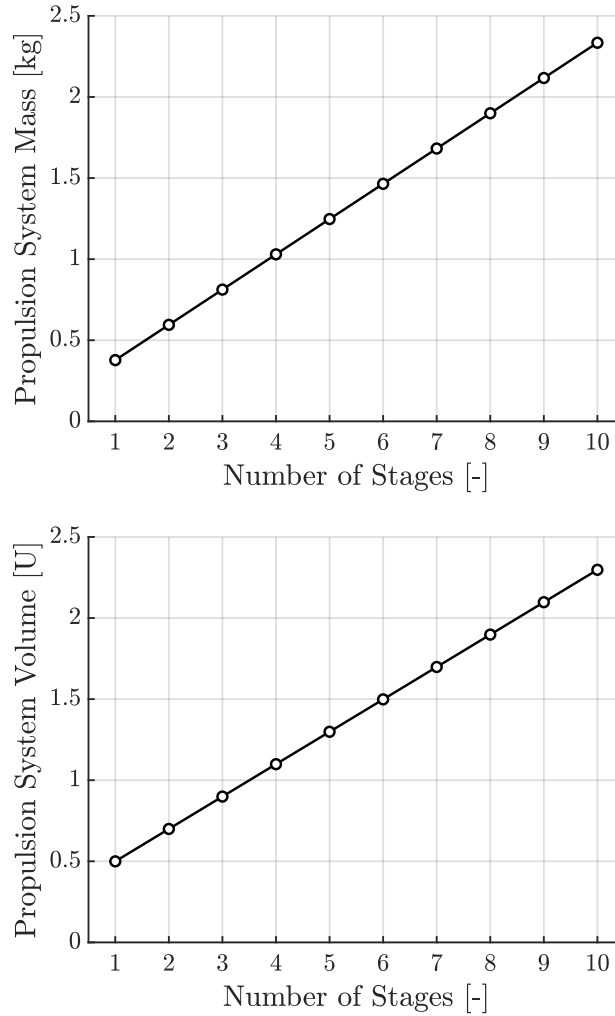 2.5
2
1.5
1
0.5
0
Propulsion System Mass [kg]
1 2 3 4 5 6 7 8 9 10
Number of Stages [-]
2.5
2
1.5
1
0.5
0
Propulsion System Volume [U]
1 2 3 4 5 6 7 8 9 10
Number of Stages [-]